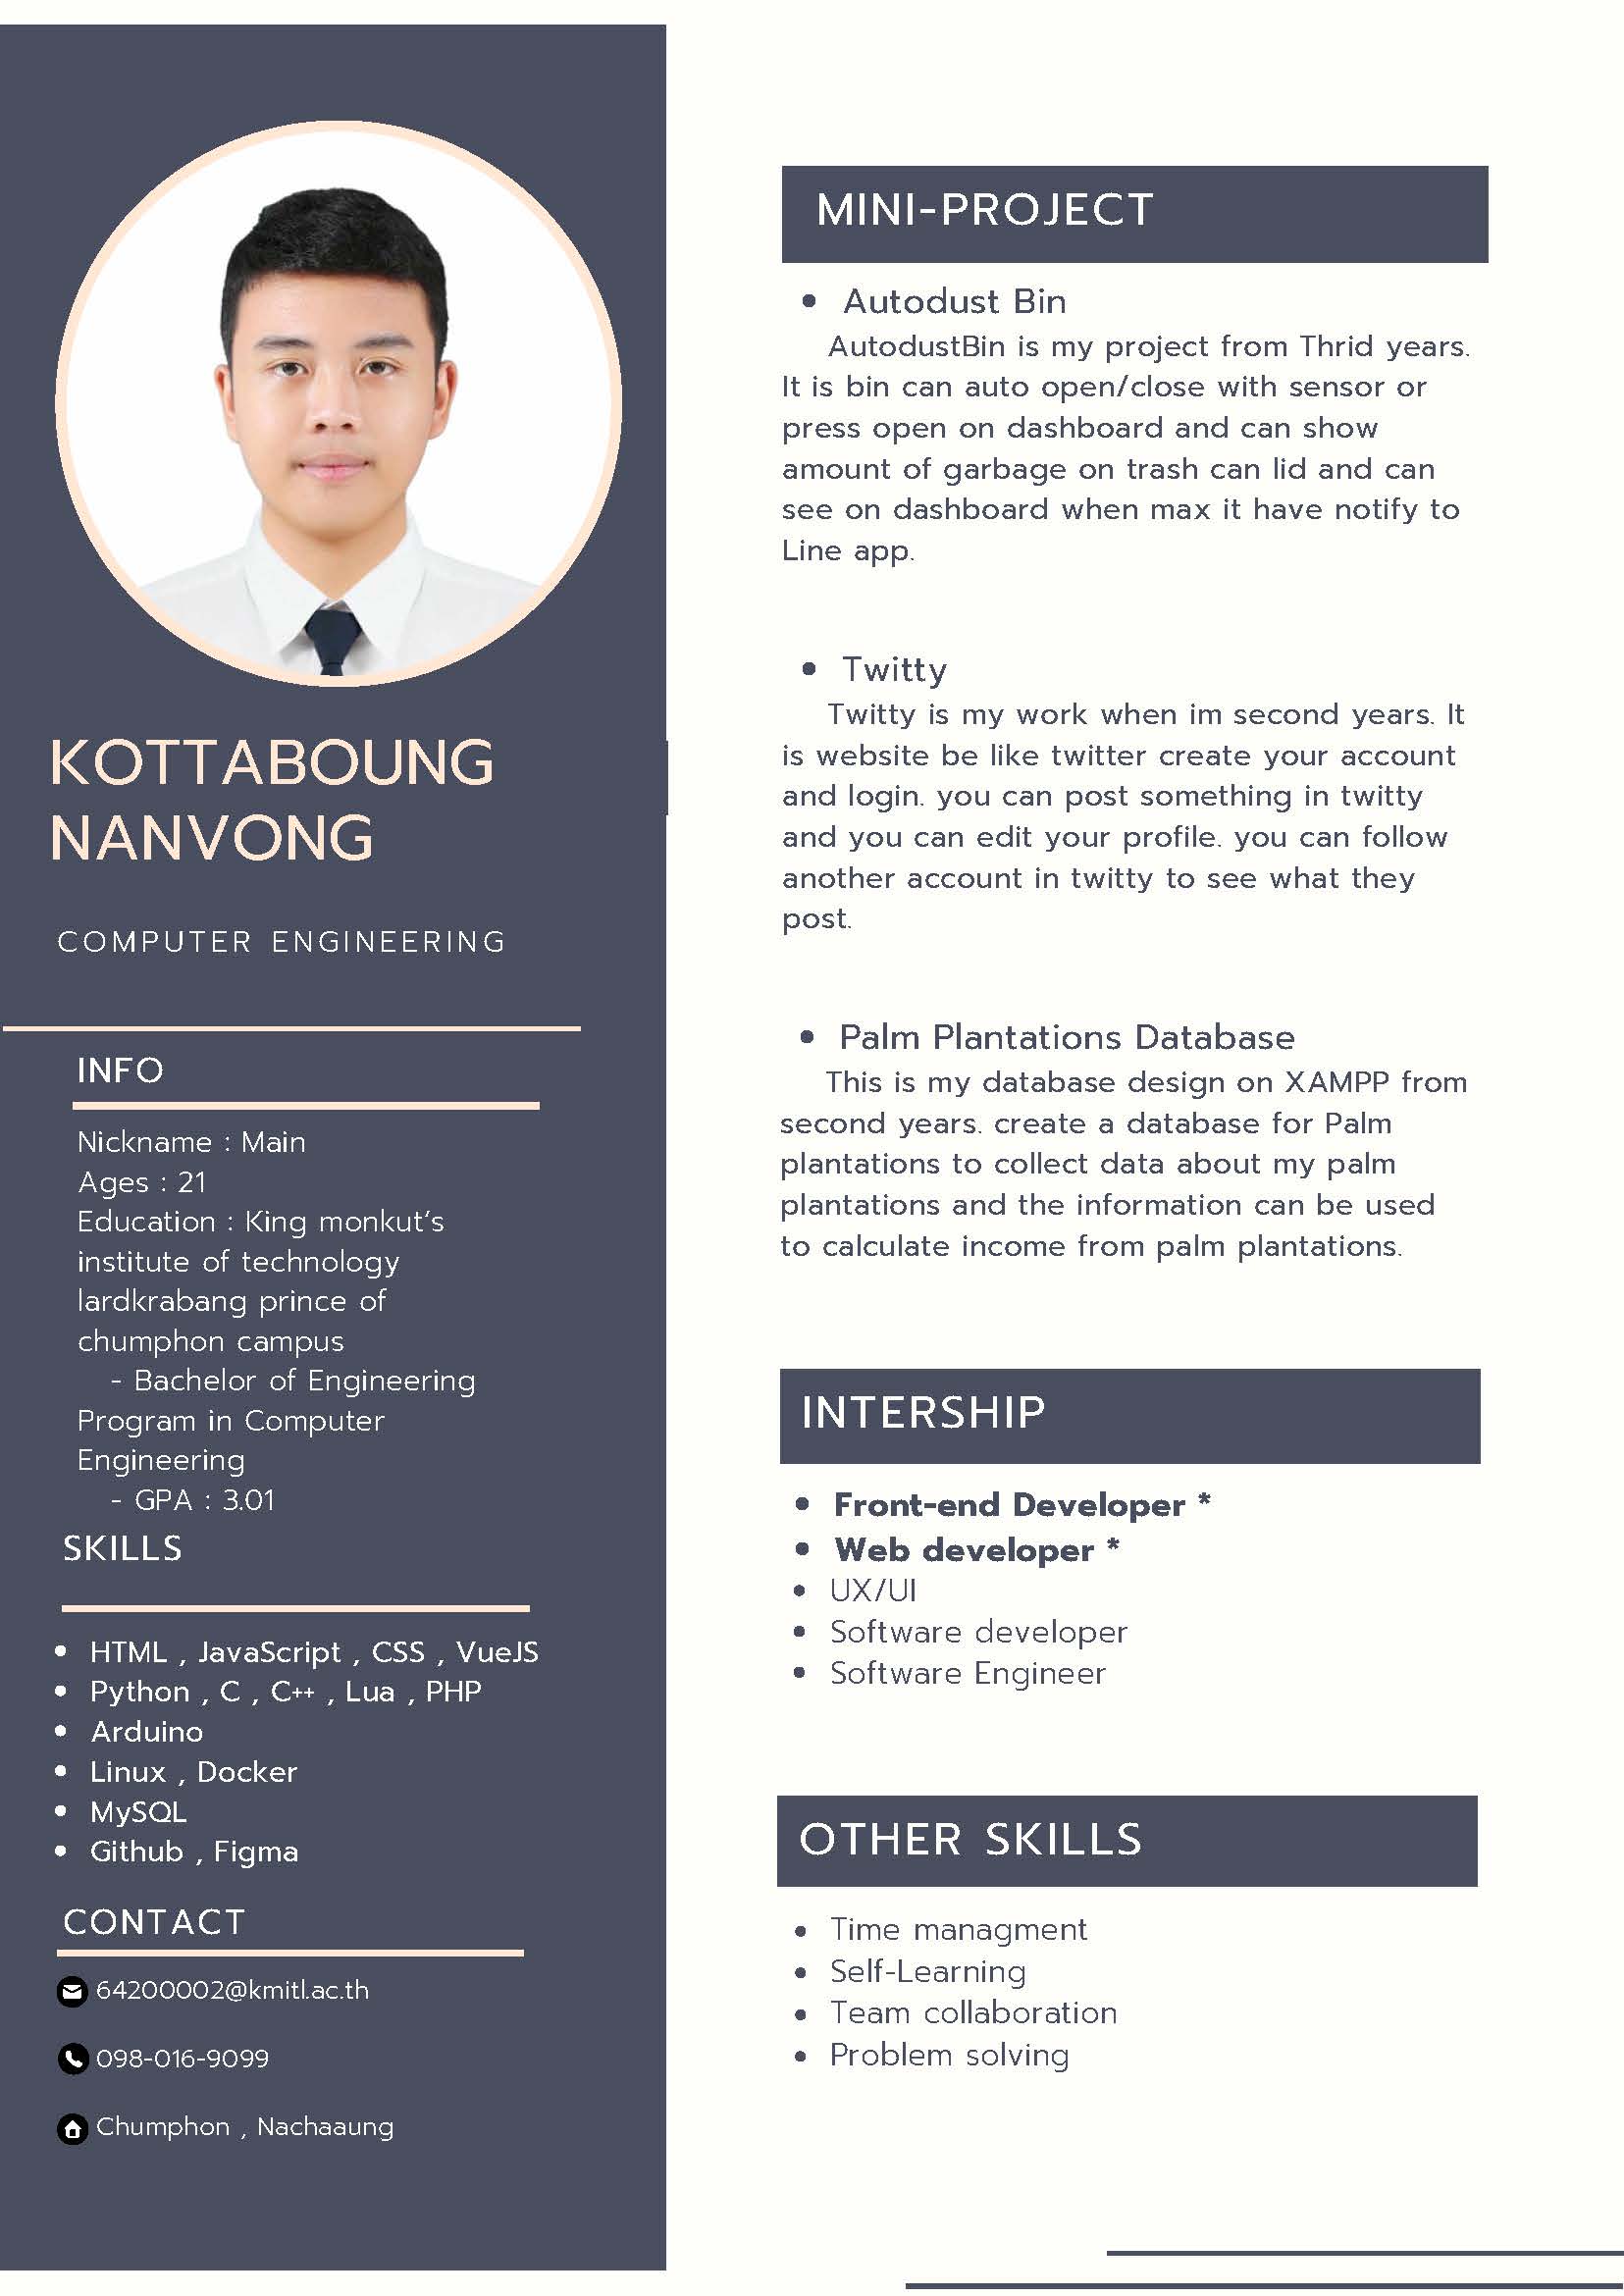 KOTTABOUNG
NANVONG
COMPUTER ENGINEERING
INFO
Nickname : Main
Ages : 21
Education : King monkut's
institute of technology
lardkrabang prince of
chumphon campus
- Bachelor of Engineering
Program in Computer
Engineering
- GPA : 3.01
SKILLS
• HTML , JavaScript , CSS , VueJS
• Python , C , C++ , Lua , PHP
• Arduino
• Linux , Docker
• MySQL
• Github , Figma
CONTACT
64200002@kmitl.ac.th
098-016-9099
Chumphon , Nachaaung
MINI-PROJECT
• Autodust Bin
AutodustBin is my project from Thrid years.
It is bin can auto open/close with sensor or
press open on dashboard and can show
amount of garbage on trash can lid and can
see on dashboard when max it have notify to
Line app.
• Twitty
Twitty is my work when im second years. It
is website be like twitter create your account
and login. you can post something in twitty
and you can edit your profile. you can follow
another account in twitty to see what they
post.
• Palm Plantations Database
This is my database design on XAMPP from
second years. create a database for Palm
plantations to collect data about my palm
plantations and the information can be used
to calculate income from palm plantations.
INTERSHIP
• Front-end Developer *
• Web developer *
• UX/UI
• Software developer
• Software Engineer
OTHER SKILLS
• Time managment
• Self-Learning
• Team collaboration
• Problem solving